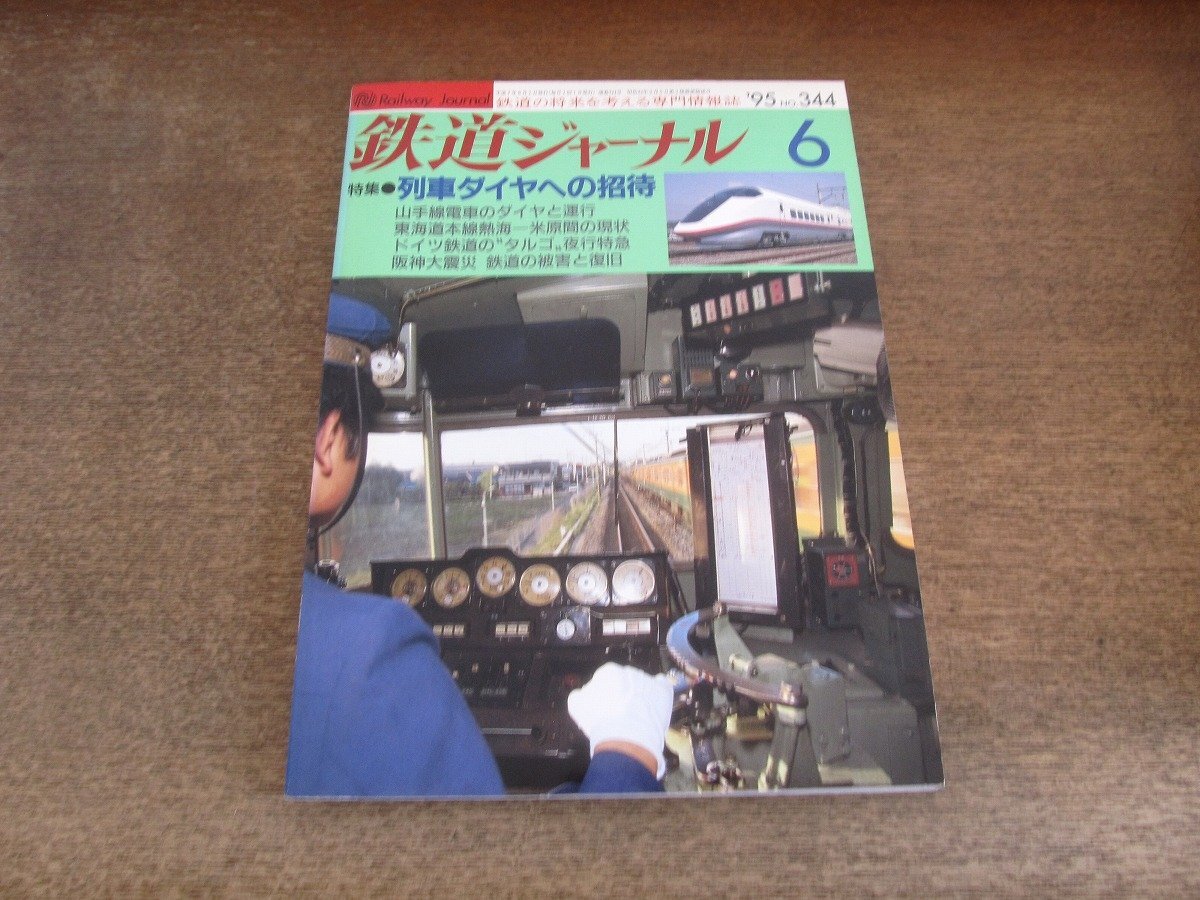 Railway Journal
鉄道の将来を考える専門情報誌 '95 NO.344
鉄道ジャーナル 6
特集●列車ダイヤへの招待
山手線電車のダイヤと運行
東海道本線熱海―米原間の現状
ドイツ鉄道の“タルゴ„夜行特急
阪神大震災 鉄道の被害と復旧